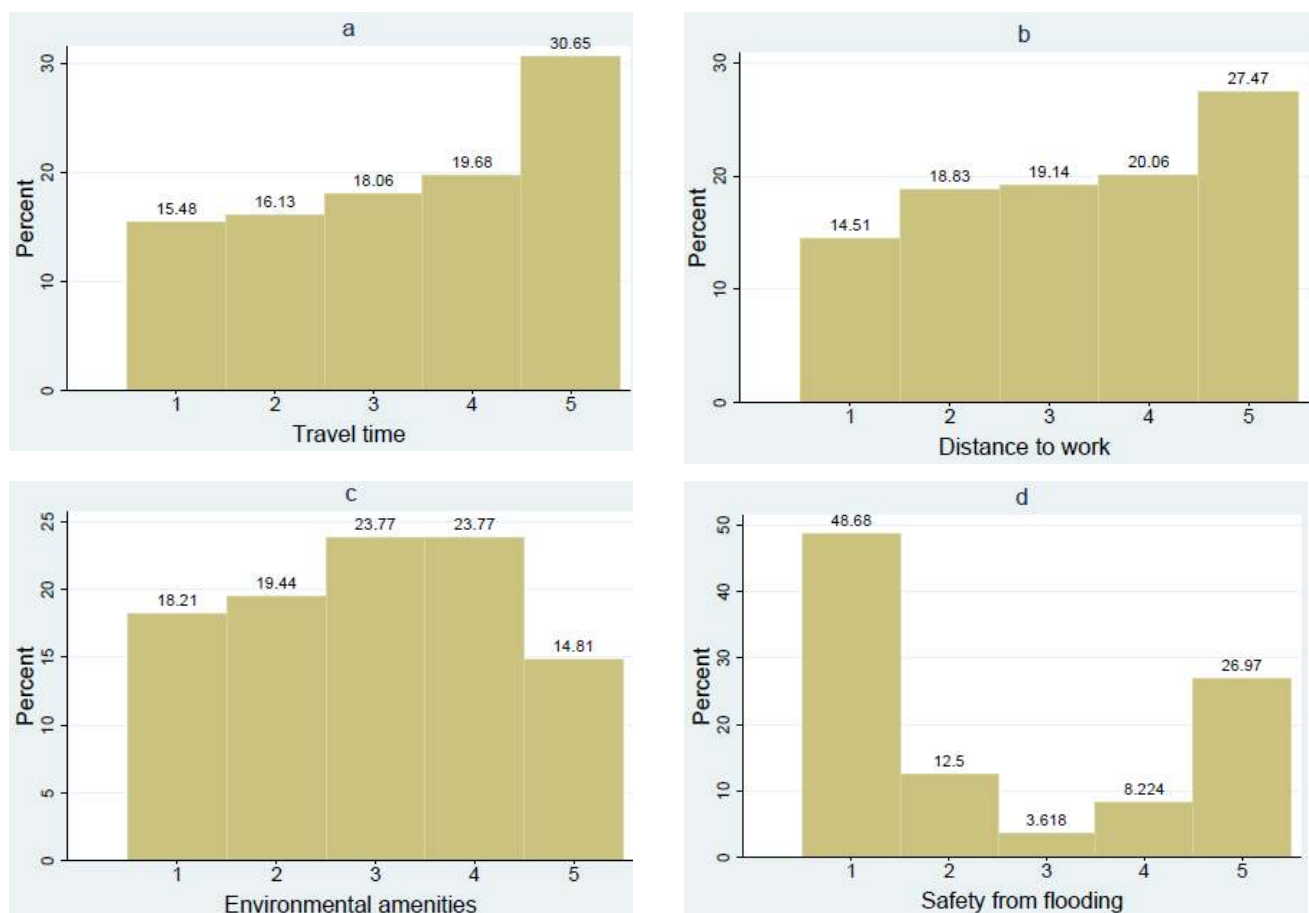 a
30.65
19.68
18.06
16.13
15.48
30
20
10
0
Percent
1 2 3 4 5
Travel time
b
27.47
20.06
19.14
18.83
14.51
30
20
10
0
Percent
1 2 3 4 5
Distance to work
c
23.77 23.77
19.44
18.21
14.81
25
20
15
10
5
0
Percent
1 2 3 4 5
Environmental amenities
d
48.68
26.97
12.5
8.224
3.618
50
40
30
20
10
0
Percent
1 2 3 4 5
Safety from flooding